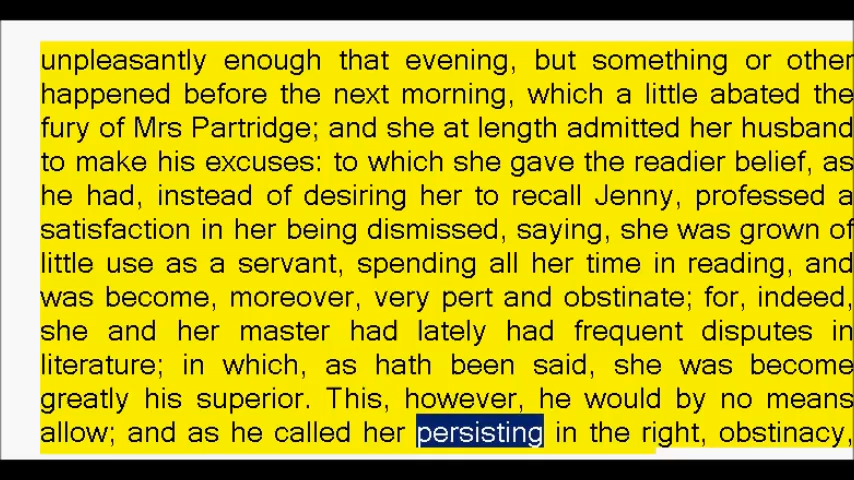 unpleasantly enough that evening, but something or other
happened before the next morning, which a little abated the
fury of Mrs Partridge; and she at length admitted her husband
to make his excuses: to which she gave the readier belief, as
he had, instead of desiring her to recall Jenny, professed a
satisfaction in her being dismissed, saying, she was grown of
little use as a servant, spending all her time in reading, and
was become, moreover, very pert and obstinate; for, indeed,
she and her master had lately had frequent disputes in
literature; in which, as hath been said, she was become
greatly his superior. This, however, he would by no means
allow; and as he called her persisting in the right, obstinacy,